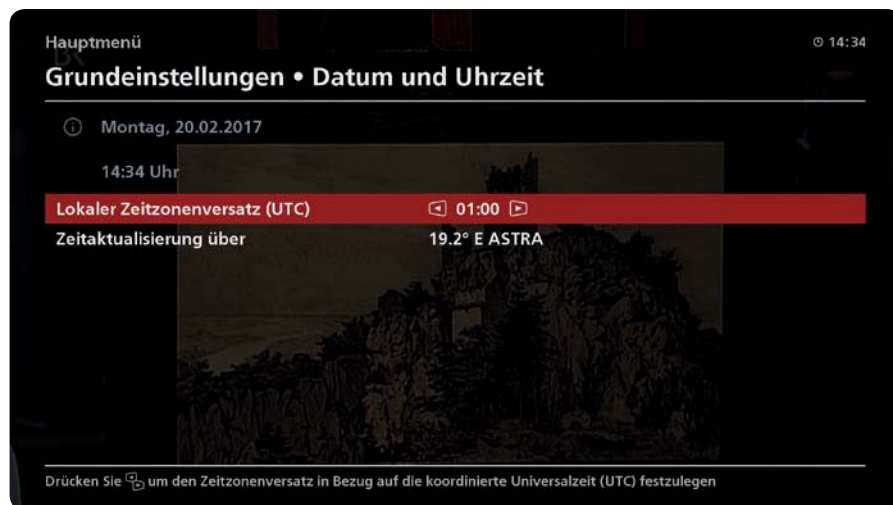 Hauptmenü
14:34
BR
Grundeinstellungen • Datum und Uhrzeit
Montag, 20.02.2017
14:34 Uhr
Lokaler Zeitzonenversatz (UTC) 01:00
Zeitaktualisierung über 19.2° E ASTRA
Drücken Sie um den Zeitzonenversatz in Bezug auf die koordinierte Universalzeit (UTC) festzulegen